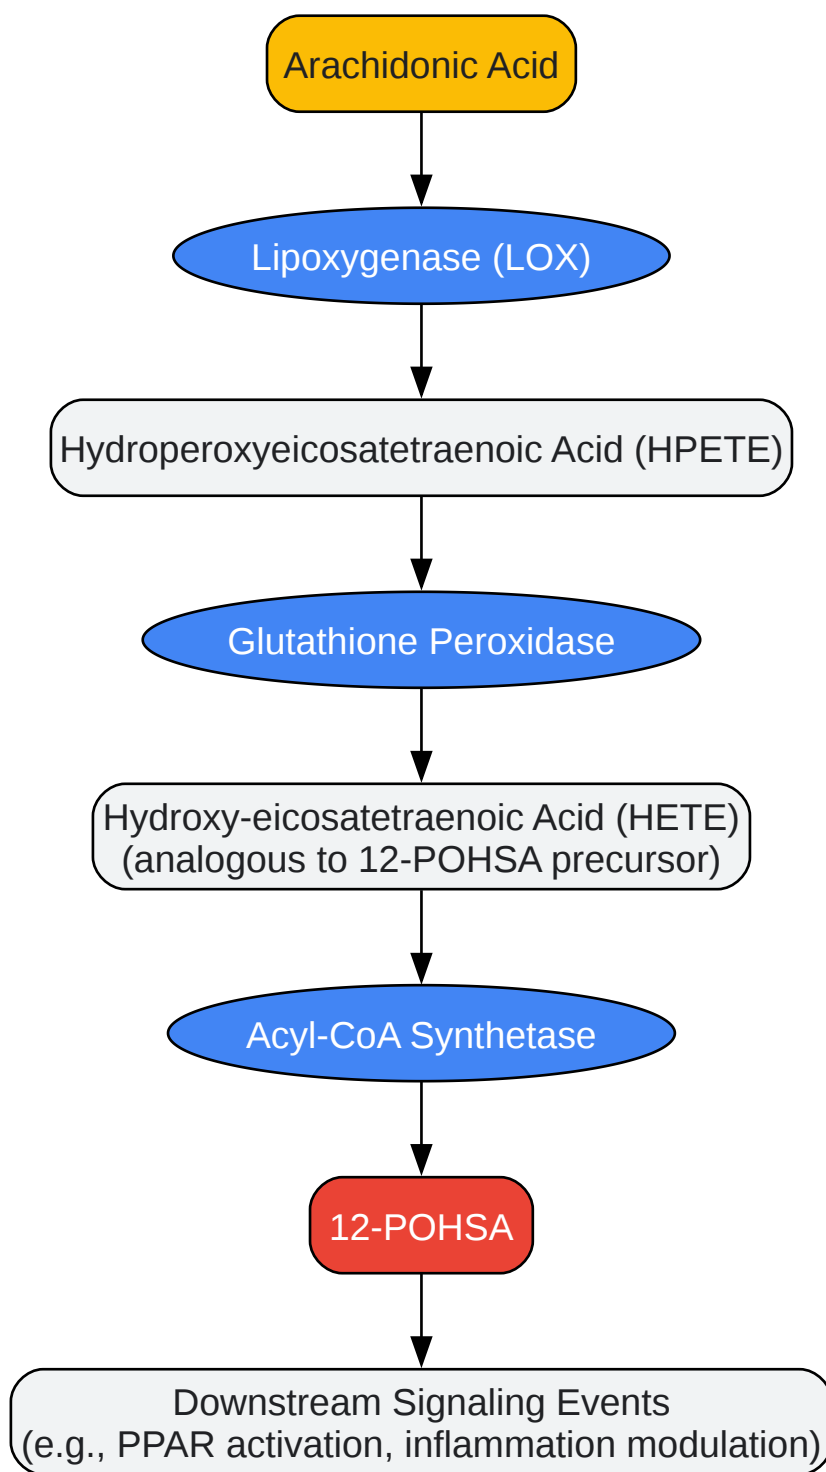 Arachidonic Acid
Lipoxygenase (LOX)
Hydroperoxyeicosatetraenoic Acid (HPETE)
Glutathione Peroxidase
Hydroxy-eicosatetraenoic Acid (HETE)
(analogous to 12-POHSA precursor)
Acyl-CoA Synthetase
12-POHSA
Downstream Signaling Events
(e.g., PPAR activation, inflammation modulation)